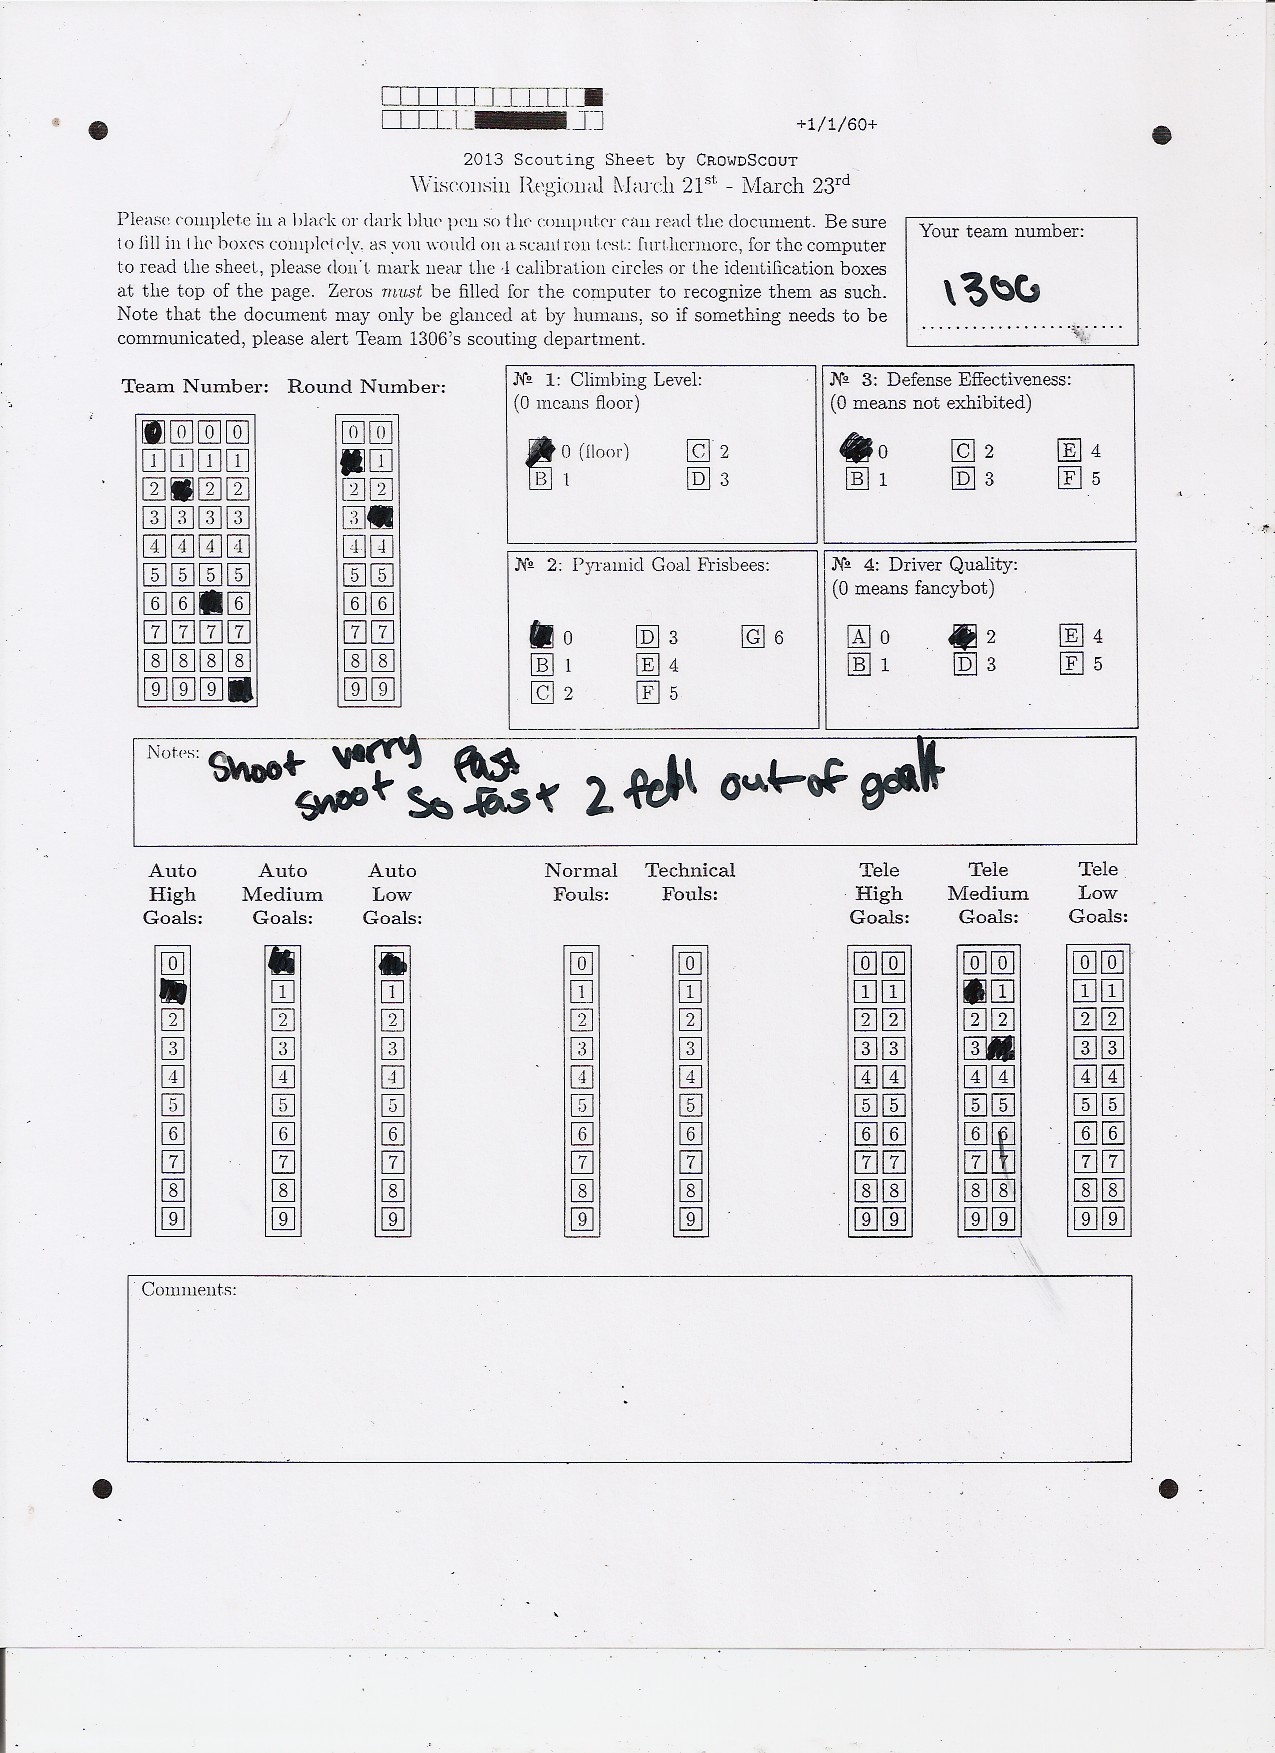 +1/1/60+
2013 Scouting Sheet by CROWDSCOUT
Wisconsin Regional March 21st - March 23rd
Please complete in a black or dark blue pen so the computer can read the document. Be sure
to fill in the boxes completely, as you would on a scantron test; furthermore, for the computer
to read the sheet, please don't mark near the 4 calibration circles or the identification boxes
at the top of the page. Zeros must be filled for the computer to recognize them as such.
Note that the document may only be glanced at by humans, so if something needs to be
communicated, please alert Team 1306's scouting department.
Your team number:
1306
Team Number: Round Number:
0 0 0 0 0
1 1 1 1 1
2 2 2 2 2
3 3 3 3 3
4 4 4 4 4 4
5 5 5 5 5 5
6 6 6 6 6
7 7 7 7 7 7
8 8 8 8 8 8
9 9 9 9 9
№ 1: Climbing Level:
(0 means floor)
0 (floor) C 2
B 1 D 3
№ 3: Defense Effectiveness:
(0 means not exhibited)
0 C 2 E 4
B 1 D 3 F 5
№ 2: Pyramid Goal Frisbees:
0 D 3 G 6
B 1 E 4
C 2 F 5
№ 4: Driver Quality:
(0 means fancybot)
A 0 2 E 4
B 1 D 3 F 5
Notes: Shoot verry fast
shoot so fast 2 fell out of goal
Auto High Goals: Auto Medium Goals: Auto Low Goals: Normal Fouls: Technical Fouls: Tele High Goals: Tele Medium Goals: Tele Low Goals:
0 0 0 0 0 0 0 0 0
1 1 1 1 1 1 1 1 1
2 2 2 2 2 2 2 2 2 2 2
3 3 3 3 3 3 3 3 3 3
4 4 4 4 4 4 4 4 4 4 4
5 5 5 5 5 5 5 5 5 5 5
6 6 6 6 6 6 6 6 6 6 6
7 7 7 7 7 7 7 7 7 7 7
8 8 8 8 8 8 8 8 8 8 8
9 9 9 9 9 9 9 9 9 9 9
Comments: